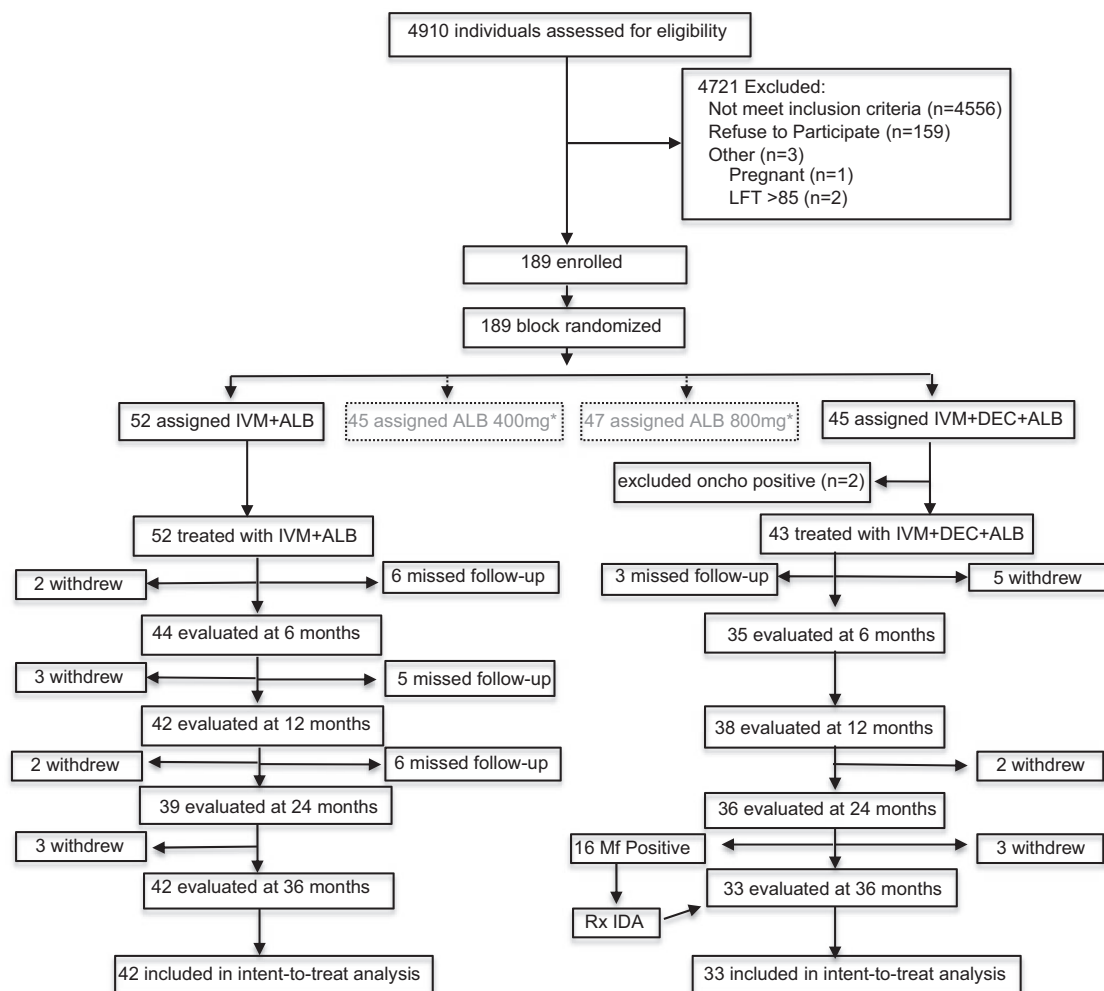 4910 individuals assessed for eligibility
4721 Excluded:
Not meet inclusion criteria (n=4556)
Refuse to Participate (n=159)
Other (n=3)
Pregnant (n=1)
LFT >85 (n=2)
189 enrolled
189 block randomized
52 assigned IVM+ALB
45 assigned ALB 400mg*
47 assigned ALB 800mg*
45 assigned IVM+DEC+ALB
excluded oncho positive (n=2)
52 treated with IVM+ALB
43 treated with IVM+DEC+ALB
2 withdrew
6 missed follow-up
3 missed follow-up
5 withdrew
44 evaluated at 6 months
35 evaluated at 6 months
3 withdrew
5 missed follow-up
42 evaluated at 12 months
38 evaluated at 12 months
2 withdrew
6 missed follow-up
2 withdrew
39 evaluated at 24 months
36 evaluated at 24 months
3 withdrew
16 Mf Positive
3 withdrew
42 evaluated at 36 months
33 evaluated at 36 months
Rx IDA
42 included in intent-to-treat analysis
33 included in intent-to-treat analysis